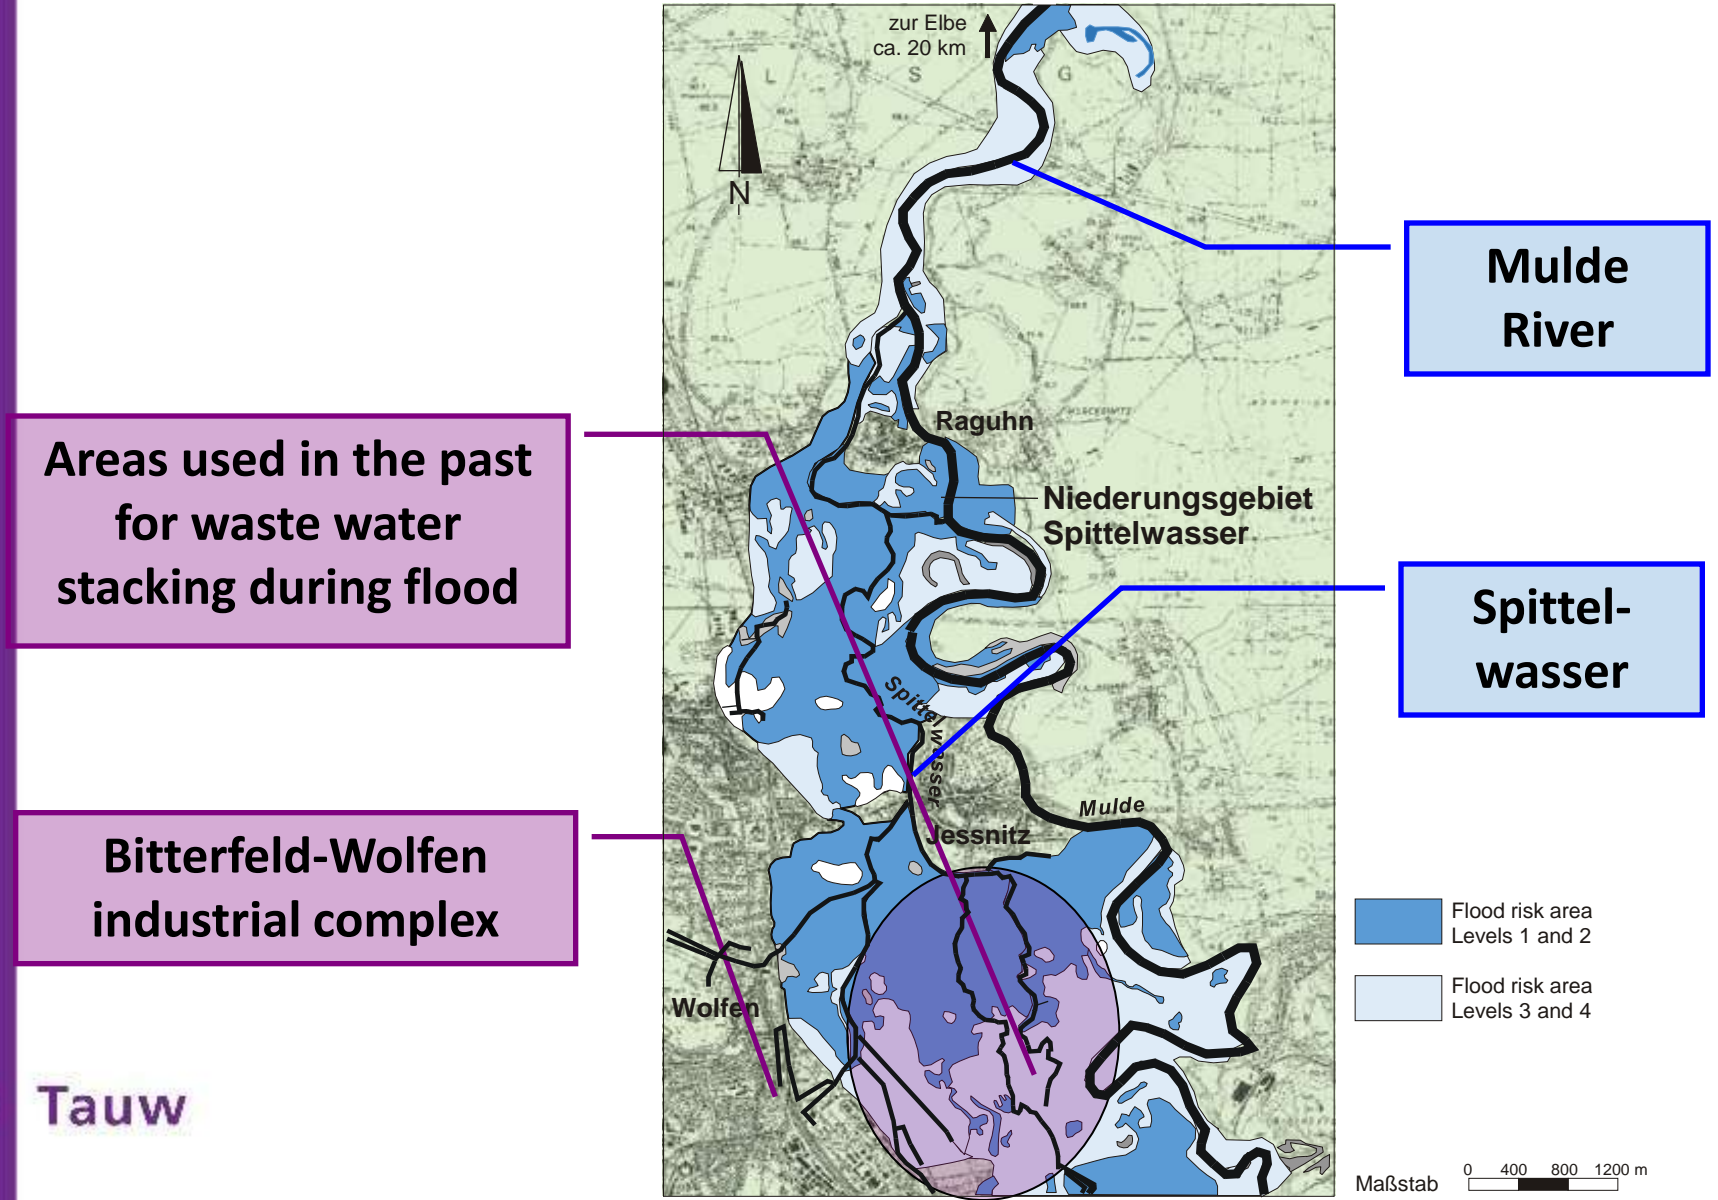 zur Elbe
ca. 20 km
L
S
G
N
Mulde
River
Areas used in the past
for waste water
stacking during flood
Raguhn
Niederungsgebiet
Spittelwasser
Spittel-
wasser
Spittelwasser
Mulde
Jessnitz
Bitterfeld-Wolfen
industrial complex
Wolfen
Flood risk area
Levels 1 and 2
Flood risk area
Levels 3 and 4
Tauw
Maßstab
0 400 800 1200 m